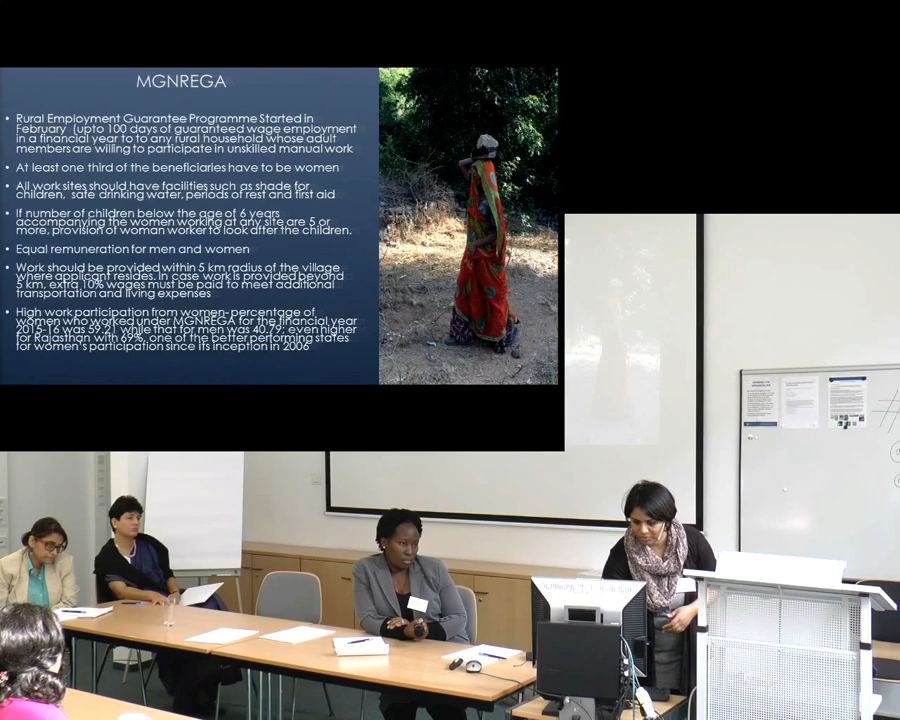 MGNREGA
• Rural Employment Guarantee Programme Started in
February (upto 100 days of guaranteed wage employment
in a financial year to to any rural household whose adult
members are willing to participate in unskilled manual work
• At least one third of the beneficiaries have to be women
• All work sites should have facilities such as shade for
children, safe drinking water, periods of rest and first aid
• If number of children below the age of 6 years
accompanying the women working at any site are 5 or
more, provision of woman worker to look after the children.
• Equal remuneration for men and women
• Work should be provided within 5 km radius of the village
where applicant resides. In case work is provided beyond
5 km, extra 10% wages must be paid to meet additional
transportation and living expenses
• High work participation from women-percentage of
women who worked under MGNREGA for the financial year
2015-16 was 59.21 while that for men was 40.79; even higher
for Rajasthan with 69%, one of the better performing states
for women's participation since its inception in 2006